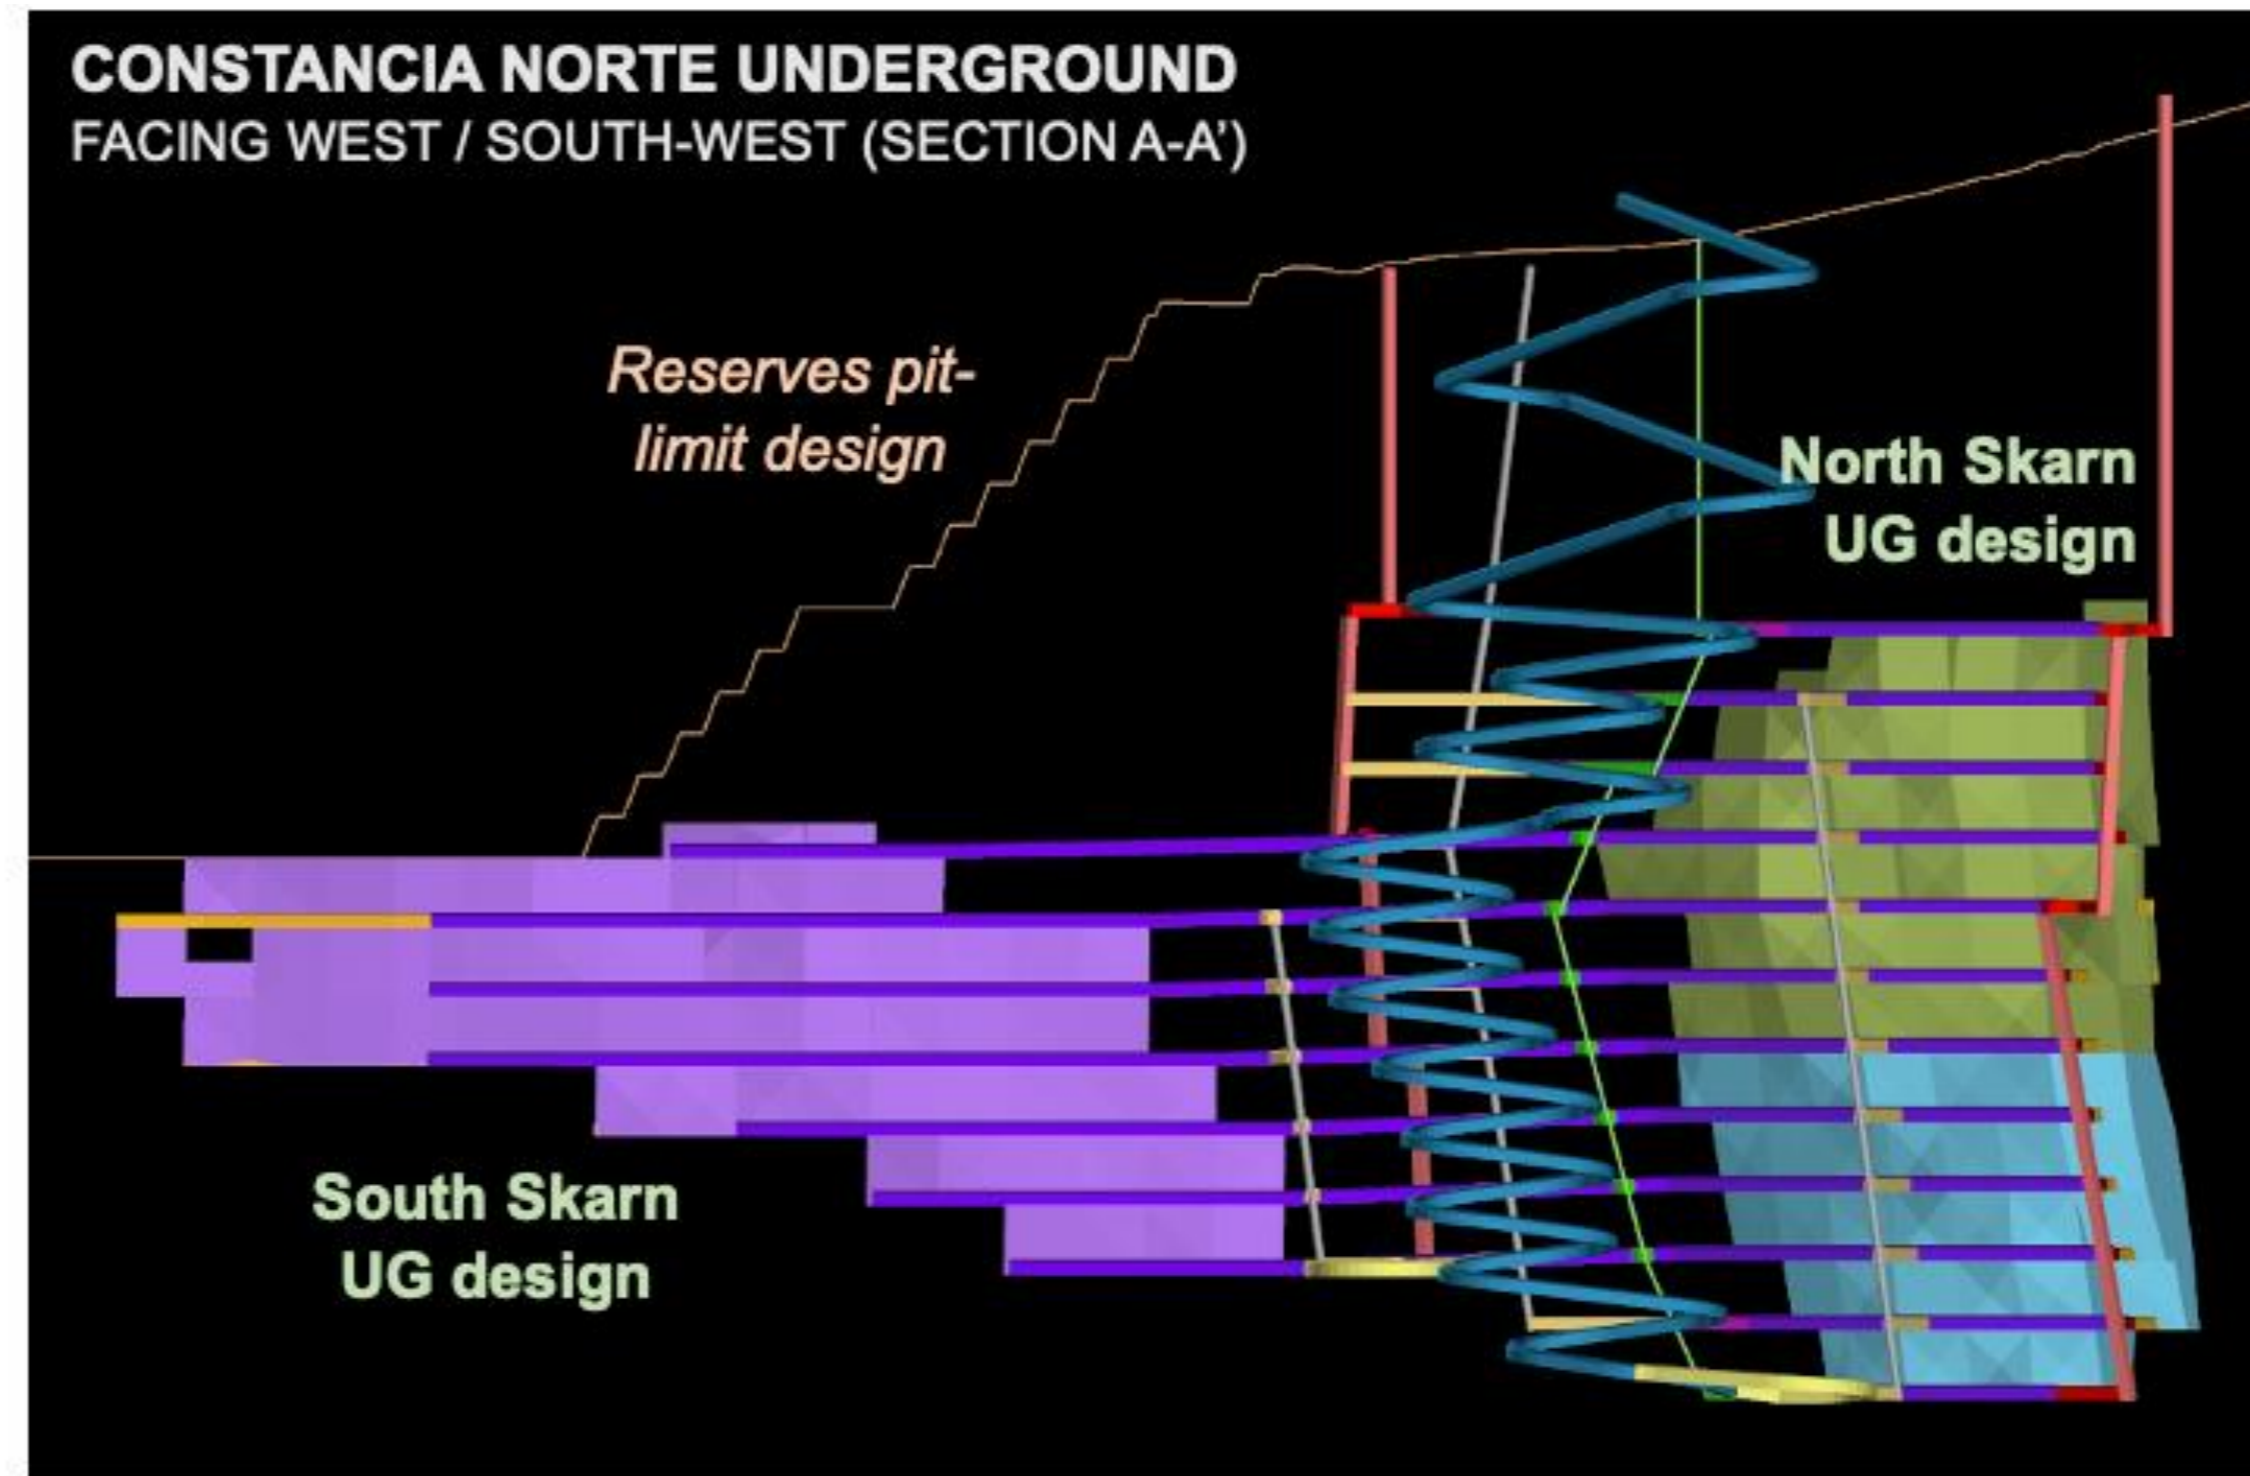 CONSTANCIA NORTE UNDERGROUND
FACING WEST / SOUTH-WEST (SECTION A-A’)
Reserves pit-
limit design
North Skarn
UG design
South Skarn
UG design